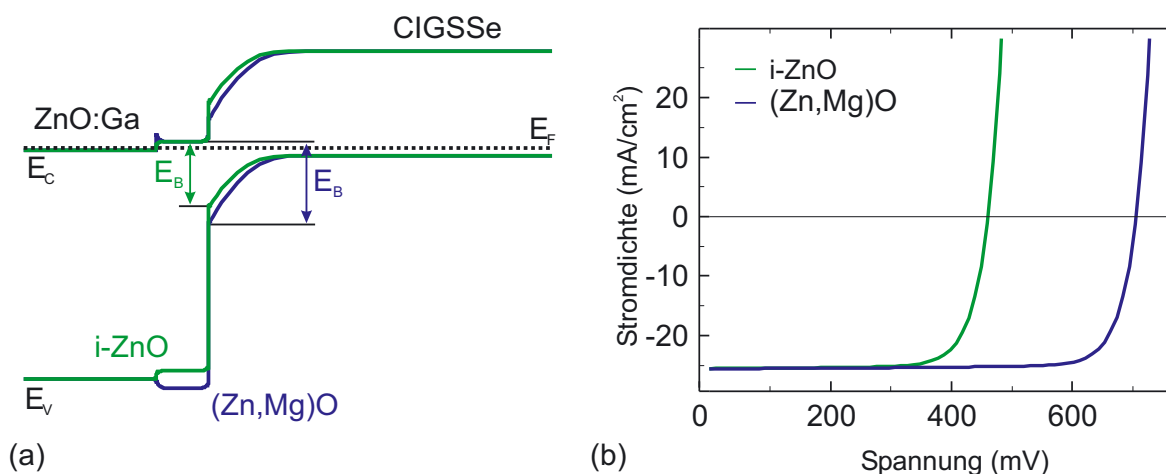 CIGSSe
ZnO:Ga
E_F
E_C
E_B
E_B
i-ZnO
E_V
(Zn,Mg)O
(a)
i-ZnO
(Zn,Mg)O
Stromdichte (mA/cm²)
20
10
0
-10
-20
0 200 400 600
Spannung (mV)
(b)